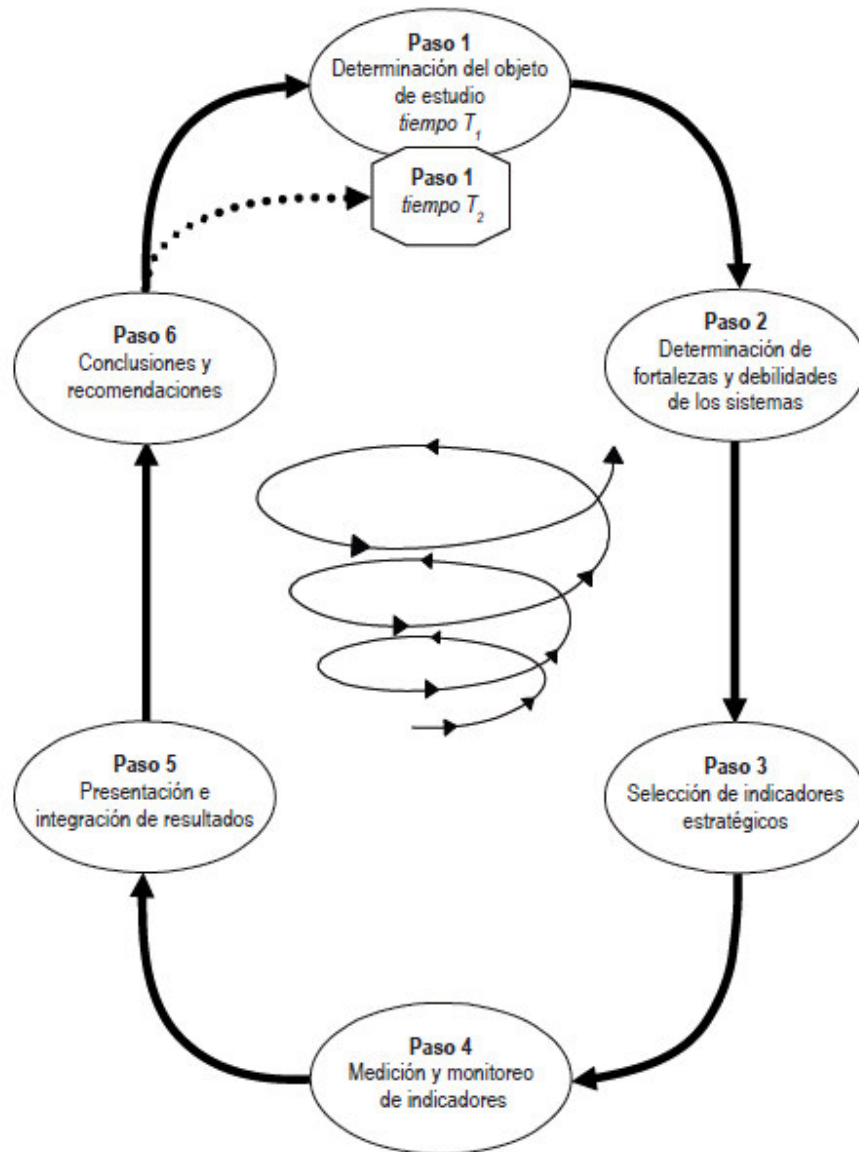 Paso 1
Determinación del objeto
de estudio
tiempo T₁
Paso 1
tiempo T₂
Paso 2
Determinación de
fortalezas y debilidades
de los sistemas
Paso 3
Selección de indicadores
estratégicos
Paso 4
Medición y monitoreo
de indicadores
Paso 5
Presentación e
integración de resultados
Paso 6
Conclusiones y
recomendaciones